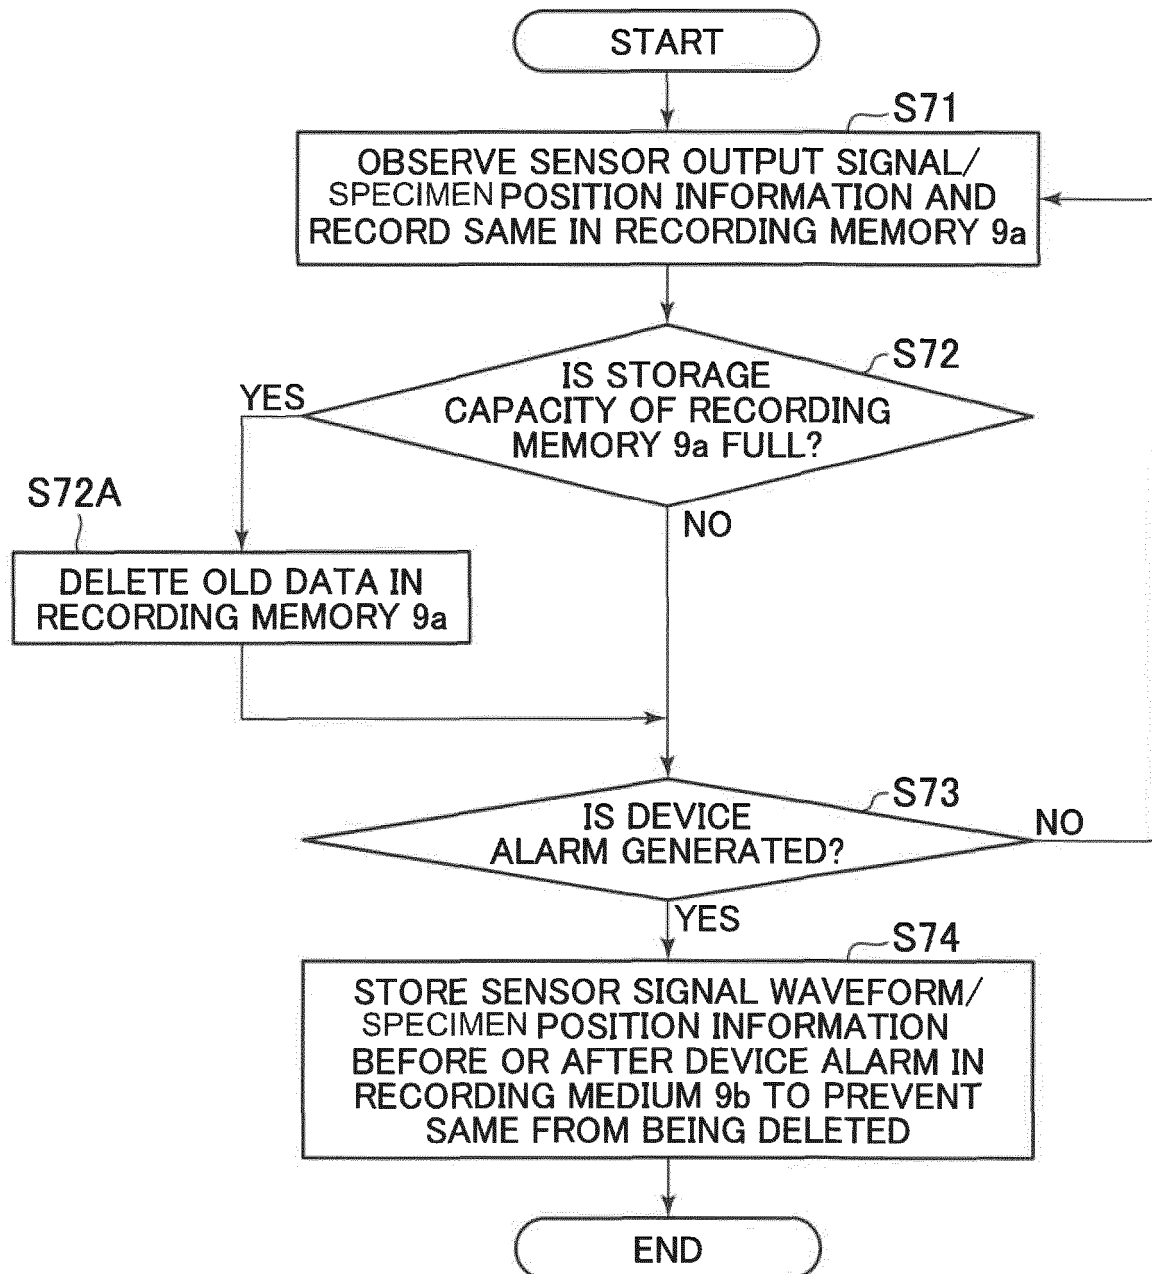 START
S71
OBSERVE SENSOR OUTPUT SIGNAL/
SPECIMEN POSITION INFORMATION AND
RECORD SAME IN RECORDING MEMORY 9a
S72
IS STORAGE
CAPACITY OF RECORDING
MEMORY 9a FULL?
YES
NO
S72A
DELETE OLD DATA IN
RECORDING MEMORY 9a
S73
IS DEVICE
ALARM GENERATED?
NO
YES
S74
STORE SENSOR SIGNAL WAVEFORM/
SPECIMEN POSITION INFORMATION
BEFORE OR AFTER DEVICE ALARM IN
RECORDING MEDIUM 9b TO PREVENT
SAME FROM BEING DELETED
END